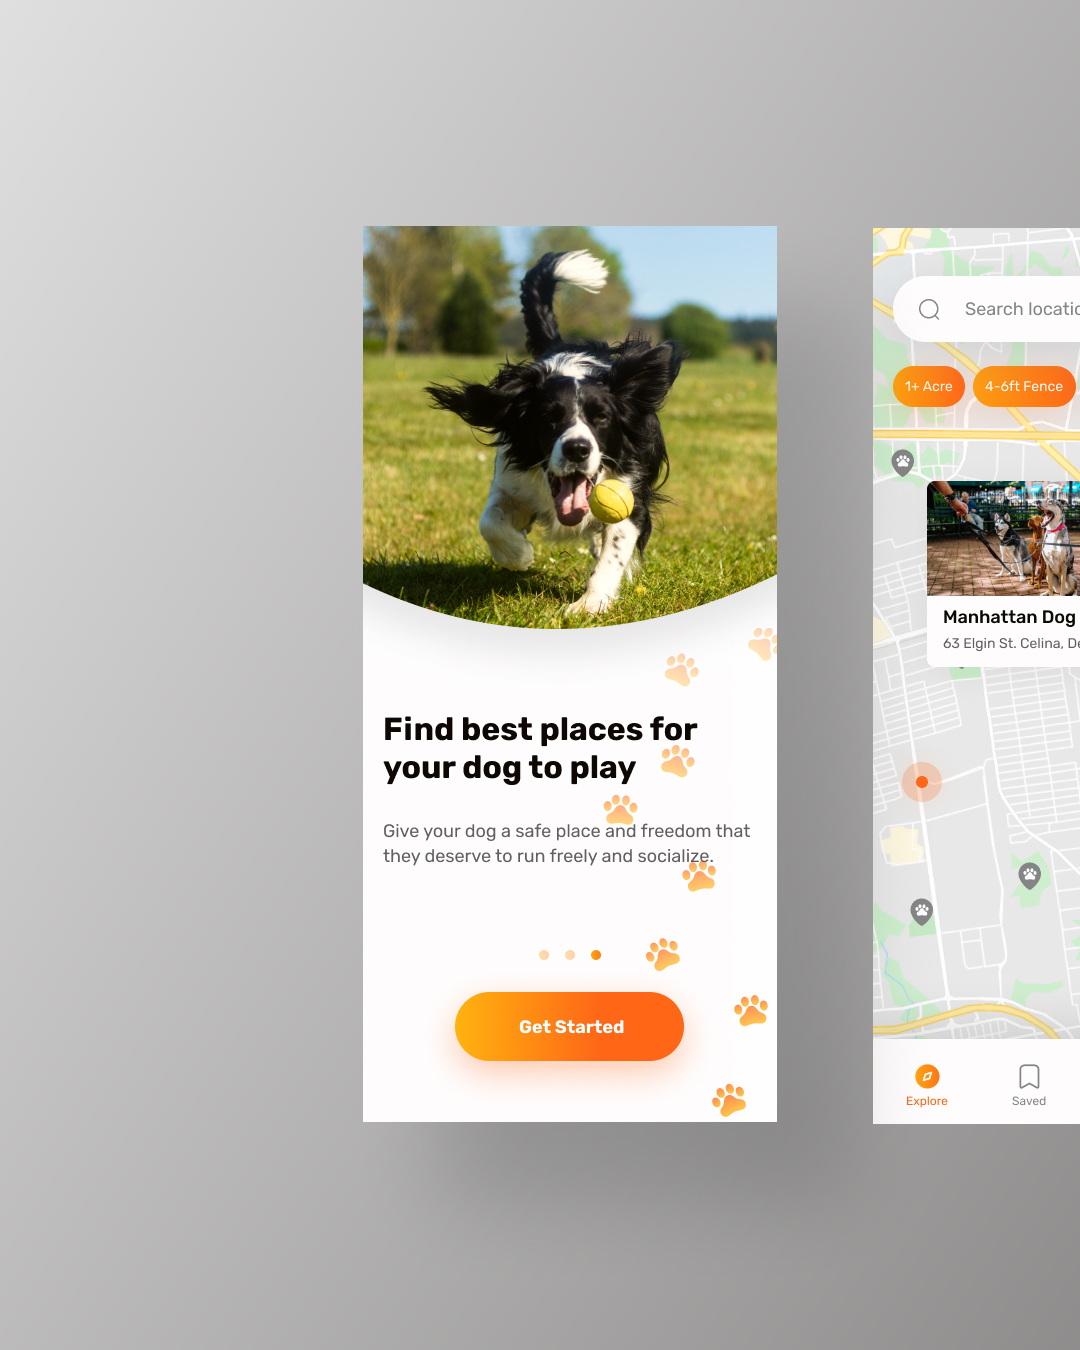 Find best places for
your dog to play
Give your dog a safe place and freedom that
they deserve to run freely and socialize.
Get Started
Search
1+ Acre
4-6ft Fence
Manhattan Dog
63 Elgin St. Celina,
Explore
Saved